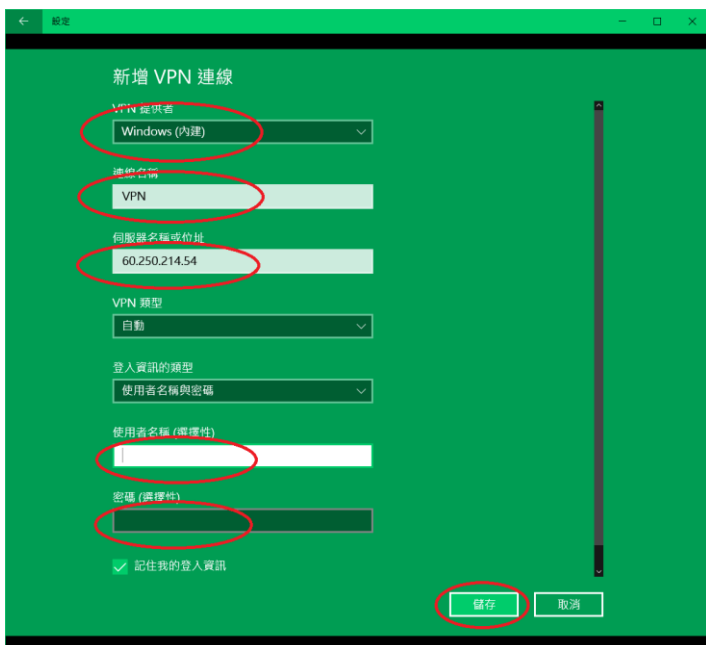 設定
新增 VPN 連線
VPN 提供者
Windows (內建)
連線名稱
VPN
伺服器名稱或位址
60.250.214.54
VPN 類型
自動
登入資訊的類型
使用者名稱與密碼
使用者名稱 (選擇性)
密碼 (選擇性)
記住我的登入資訊
儲存 取消